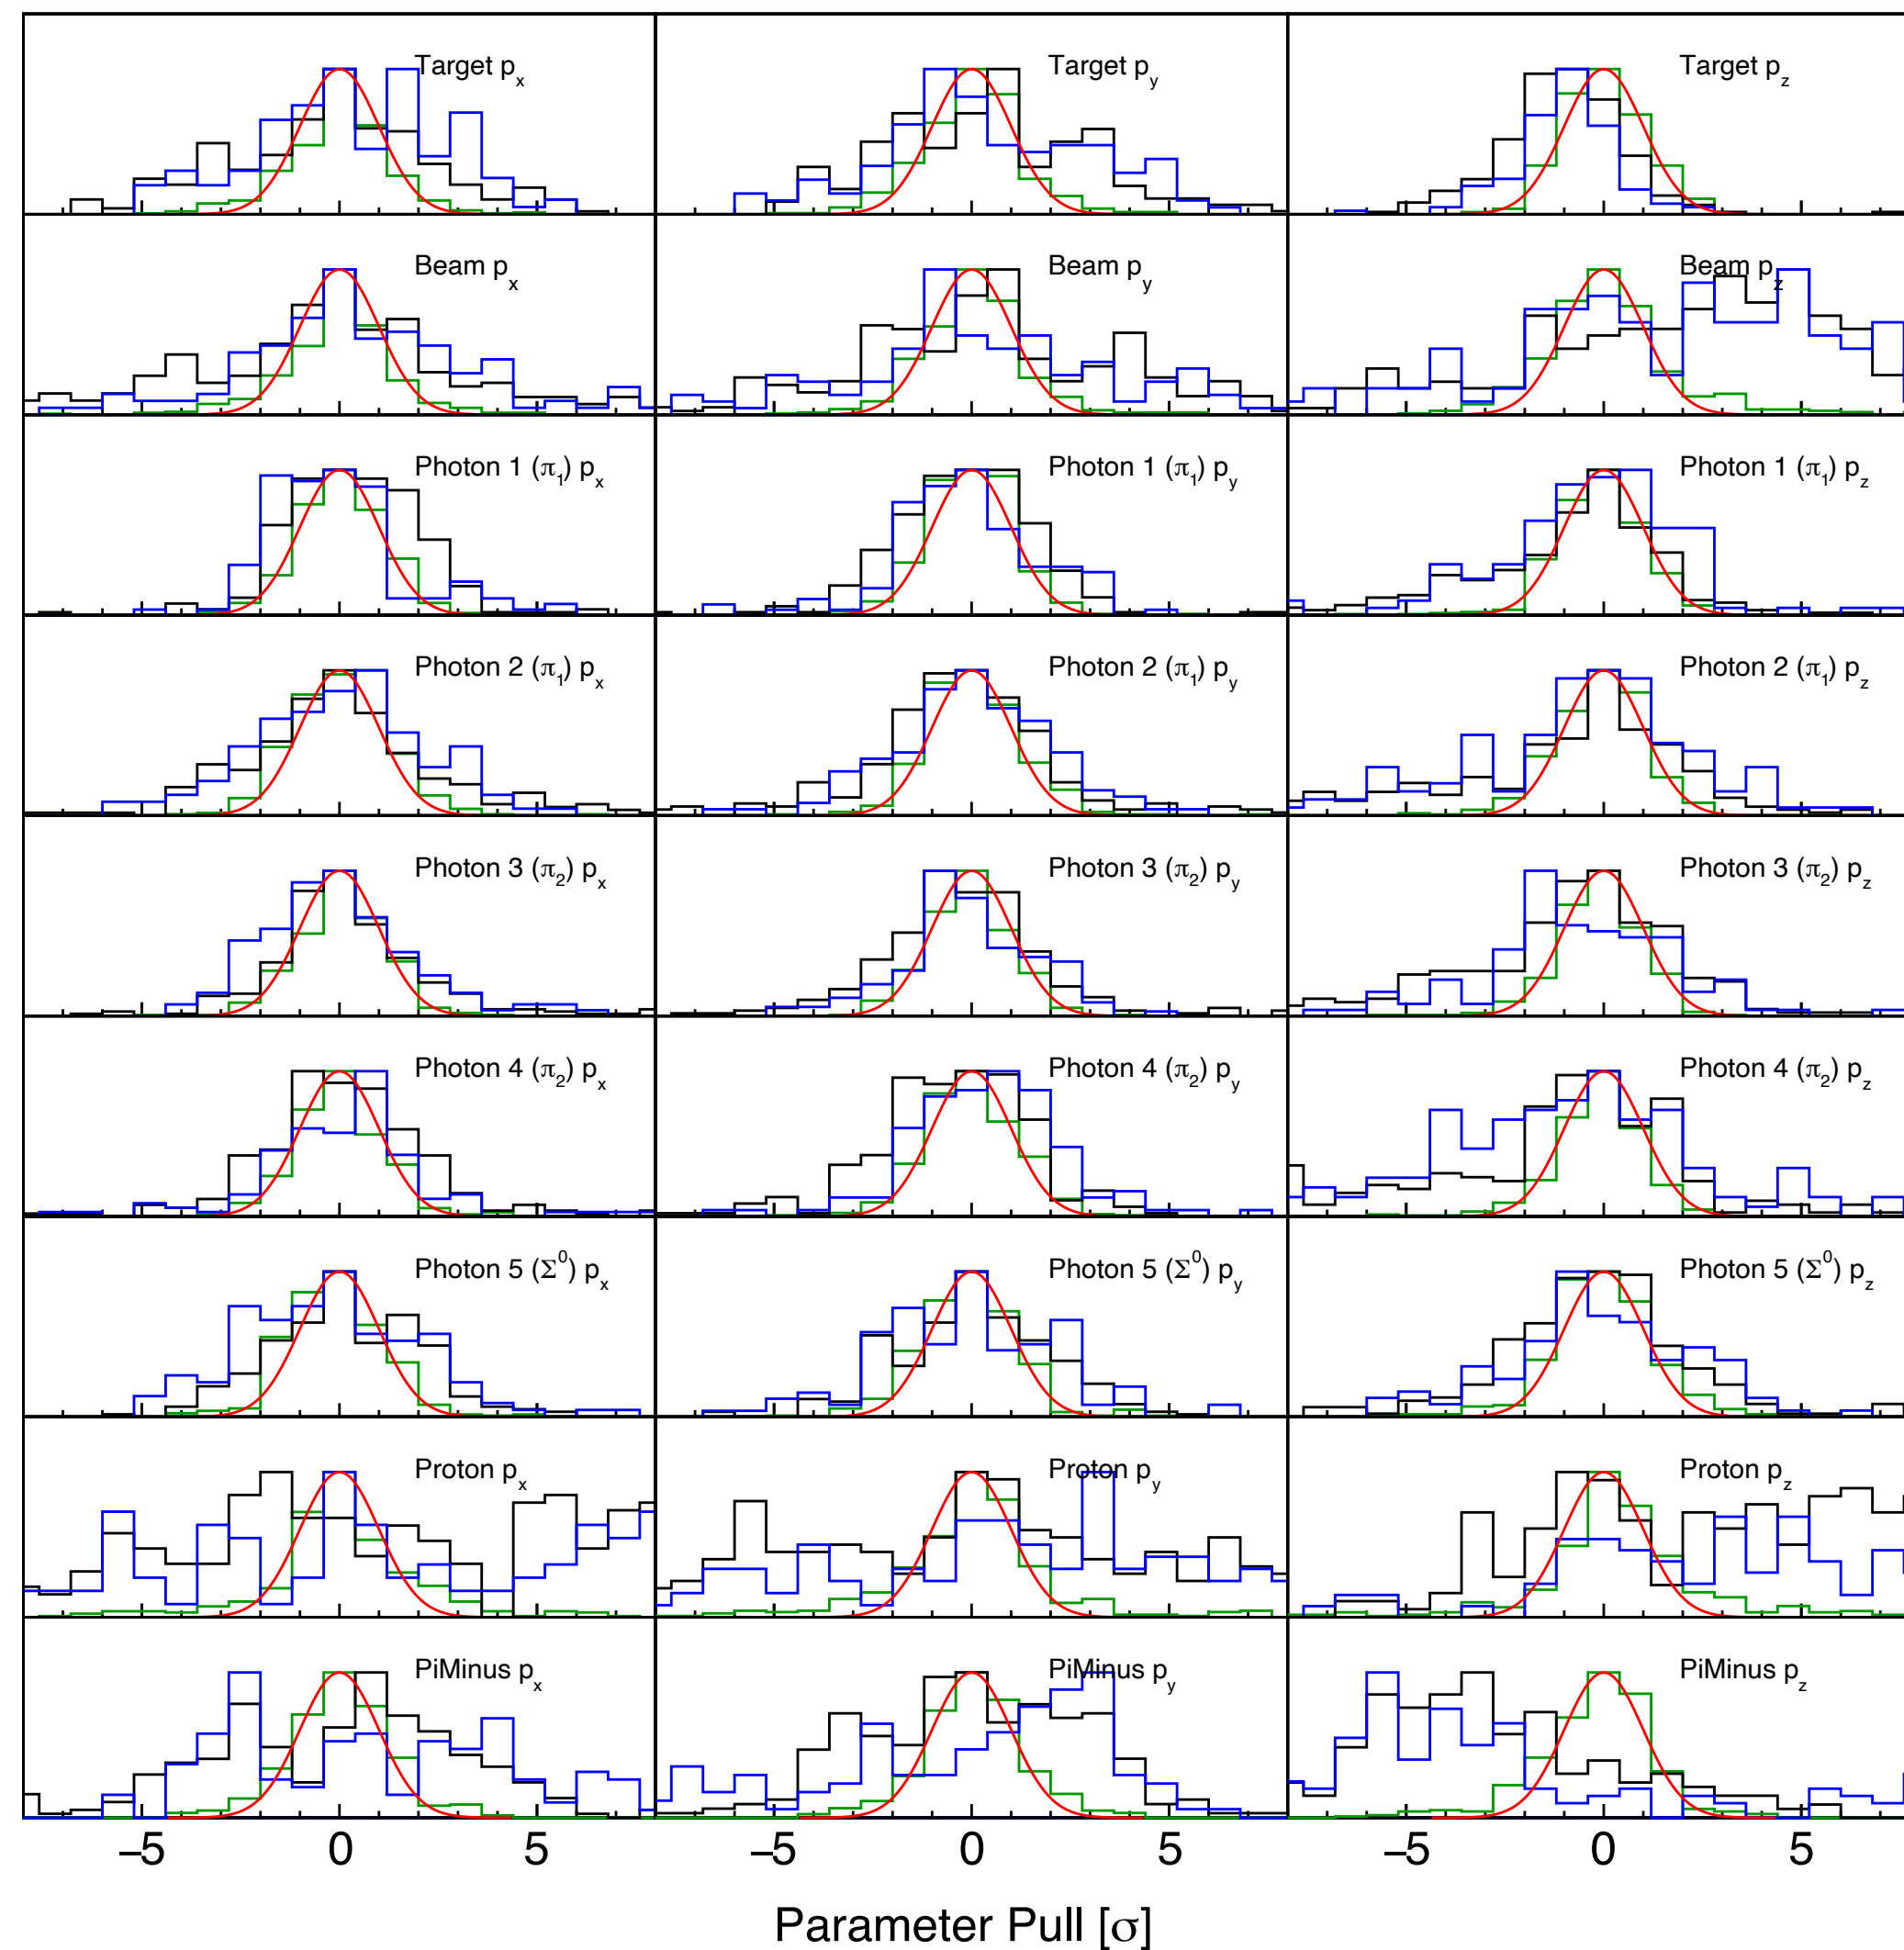 Target p_x Target p_y Target p_z
Beam p_x Beam p_y Beam p_z
Photon 1 (π_1) p_x Photon 1 (π_1) p_y Photon 1 (π_1) p_z
Photon 2 (π_1) p_x Photon 2 (π_1) p_y Photon 2 (π_1) p_z
Photon 3 (π_2) p_x Photon 3 (π_2) p_y Photon 3 (π_2) p_z
Photon 4 (π_2) p_x Photon 4 (π_2) p_y Photon 4 (π_2) p_z
Photon 5 (Σ^0) p_x Photon 5 (Σ^0) p_y Photon 5 (Σ^0) p_z
Proton p_x Proton p_y Proton p_z
PiMinus p_x PiMinus p_y PiMinus p_z
–5 0 5 –5 0 5 –5 0 5
Parameter Pull [σ]